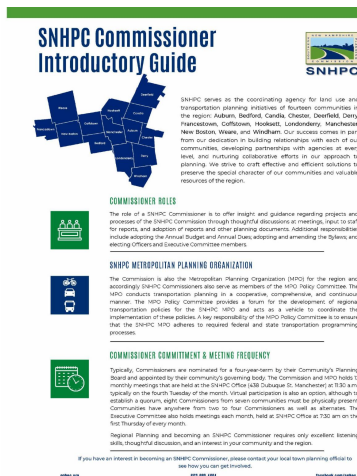 SNHPC Commissioner
Introductory Guide
SNHPC
SNHPC serves as the coordinating agency for land use and
transportation planning initiatives of fourteen communities in
the region: Auburn, Bedford, Candia, Chester, Deerfield, Derry,
Francestown, Goffstown, Hooksett, Londonderry, Manchester,
New Boston, Weare, and Windham. Our success comes in part
from our dedication in building relationships with each of our
communities, developing partnerships with agencies at every
level, and nurturing collaborative efforts in our approach to
planning. We strive to craft effective and efficient solutions to
preserve the special character of our communities and valuable
resources of the region.
COMMISSIONER ROLES
The role of a SNHPC Commissioner is to offer insight and guidance regarding projects and
processes of the SNHPC Commission through thoughtful discussions at meetings, input to staff
for reports, and adoption of reports and other planning documents. Additional responsibilities
include adopting the Annual Budget and Annual Dues; adopting and amending the Bylaws; and
electing Officers and Executive Committee members.
SNHPC METROPOLITAN PLANNING ORGANIZATION
The Commission is also the Metropolitan Planning Organization (MPO) for the region and
accordingly SNHPC Commissioners also serve as members of the MPO Policy Committee. The
MPO conducts transportation planning in a cooperative, comprehensive, and continuous
manner. The MPO Policy Committee provides a forum for the development of regional
transportation policies for the SNHPC MPO and acts as a vehicle to coordinate the
implementation of these policies. A key responsibility of the MPO Policy Committee is to ensure
that the SNHPC MPO adheres to required federal and state transportation programming
processes.
COMMISSIONER COMMITMENT & MEETING FREQUENCY
Typically, Commissioners are nominated for a four-year-term by their Community's Planning
Board and appointed by their community's governing body. The Commission and MPO holds
monthly meetings that are held at the SNHPC Office (438 Dubuque St, Manchester) at 11:30 a.m.
typically on the fourth Tuesday of the month. Virtual participation is also an option, although to
establish a quorum, eight Commissioners from seven communities must be physically present.
Communities have anywhere from two to four Commissioners as well as alternates. The
Executive Committee also holds meetings each month, held at SNHPC Office at 7:30 am on the
first Thursday of every month.
Regional Planning and becoming an SNHPC Commissioner requires only excellent listening
skills, thoughtful discussion, and an interest in your community and the region.
If you have an interest in becoming an SNHPC Commissioner, please contact your local town planning official to
see how you can get involved.